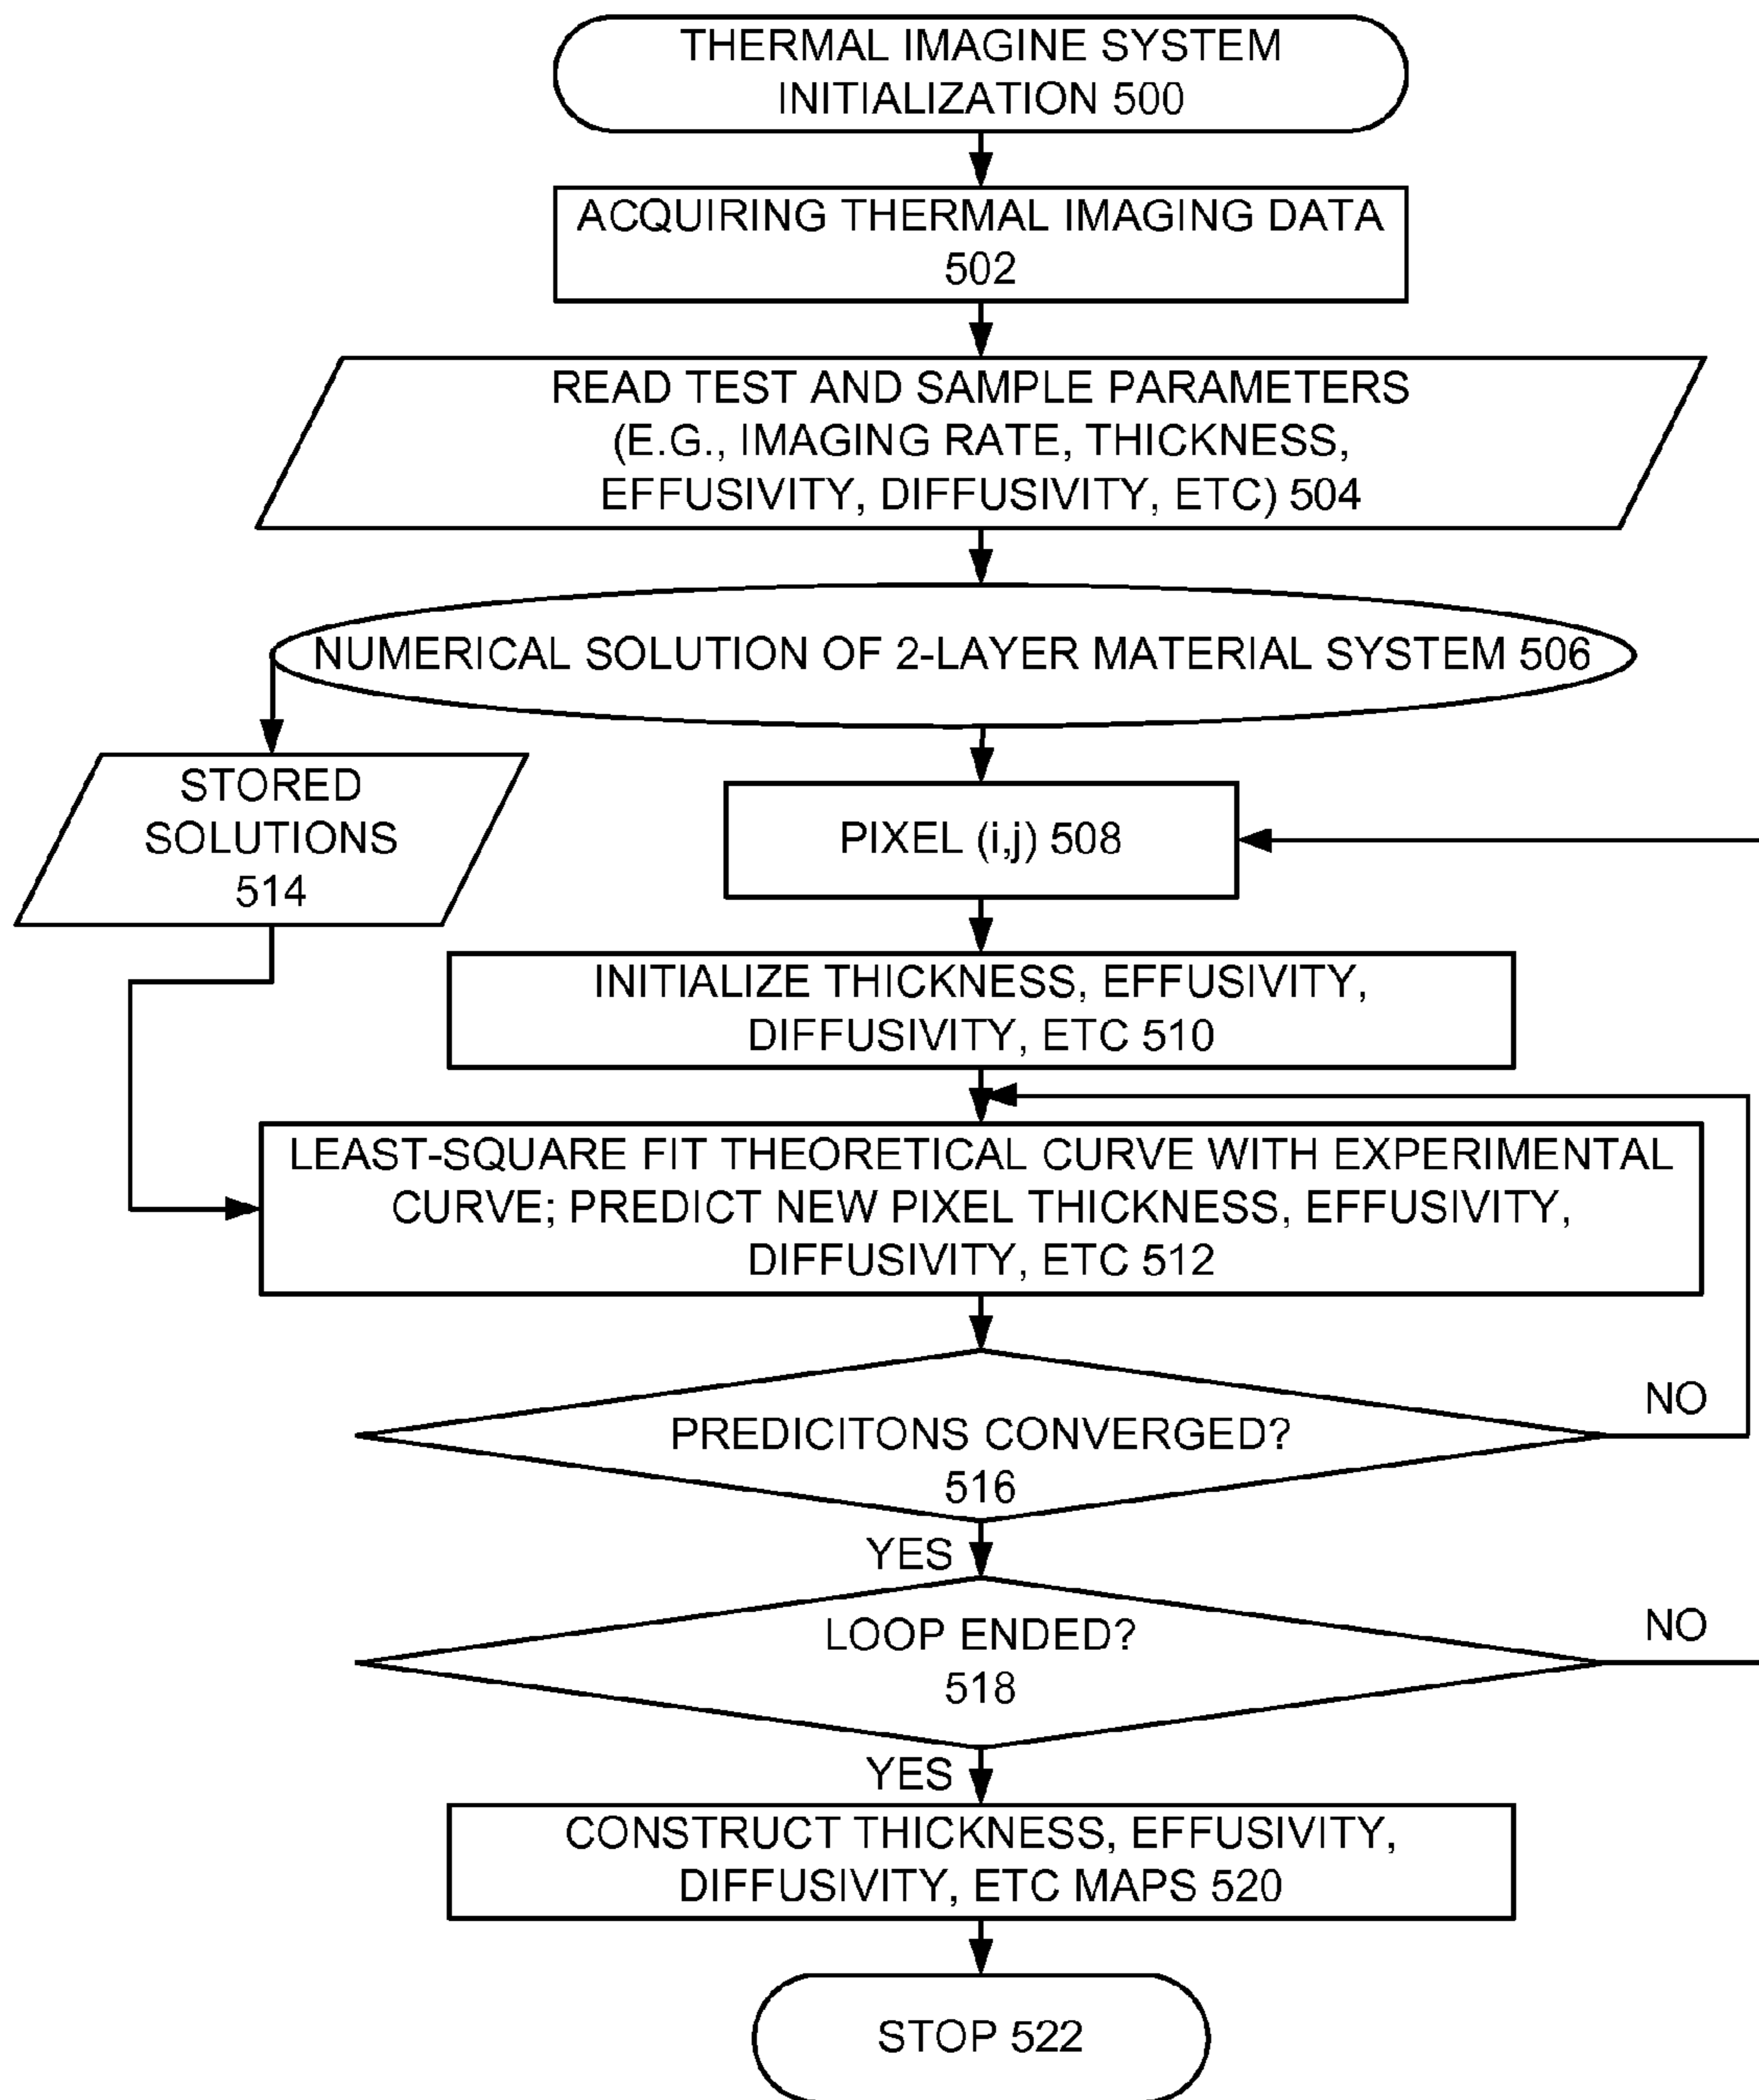 THERMAL IMAGINE SYSTEM
INITIALIZATION 500
ACQUIRING THERMAL IMAGING DATA
502
READ TEST AND SAMPLE PARAMETERS
(E.G., IMAGING RATE, THICKNESS,
EFFUSIVITY, DIFFUSIVITY, ETC) 504
NUMERICAL SOLUTION OF 2-LAYER MATERIAL SYSTEM 506
STORED
SOLUTIONS
514
PIXEL (i,j) 508
INITIALIZE THICKNESS, EFFUSIVITY,
DIFFUSIVITY, ETC 510
LEAST-SQUARE FIT THEORETICAL CURVE WITH EXPERIMENTAL
CURVE; PREDICT NEW PIXEL THICKNESS, EFFUSIVITY,
DIFFUSIVITY, ETC 512
PREDICITONS CONVERGED?
516
NO
YES
LOOP ENDED?
518
NO
YES
CONSTRUCT THICKNESS, EFFUSIVITY,
DIFFUSIVITY, ETC MAPS 520
STOP 522